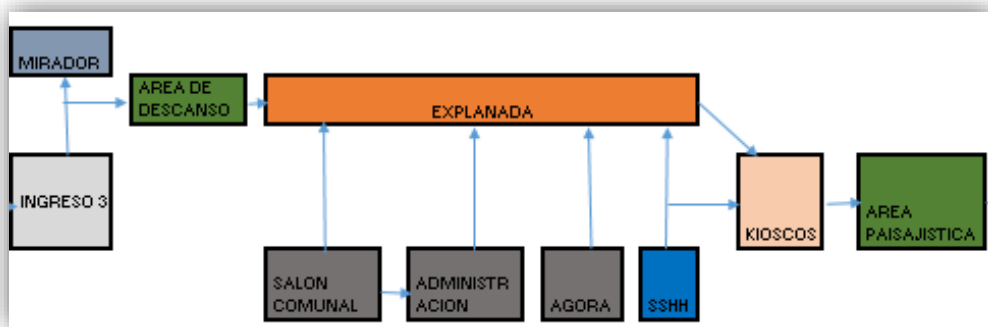 MIRADOR
AREA DE
DESCANSO
EXPLANADA
INGRESO 3
KIOSCOS
AREA
PAISAJISTICA
SALON
COMUNAL
ADMINISTR
ACION
AGORA
SSHH